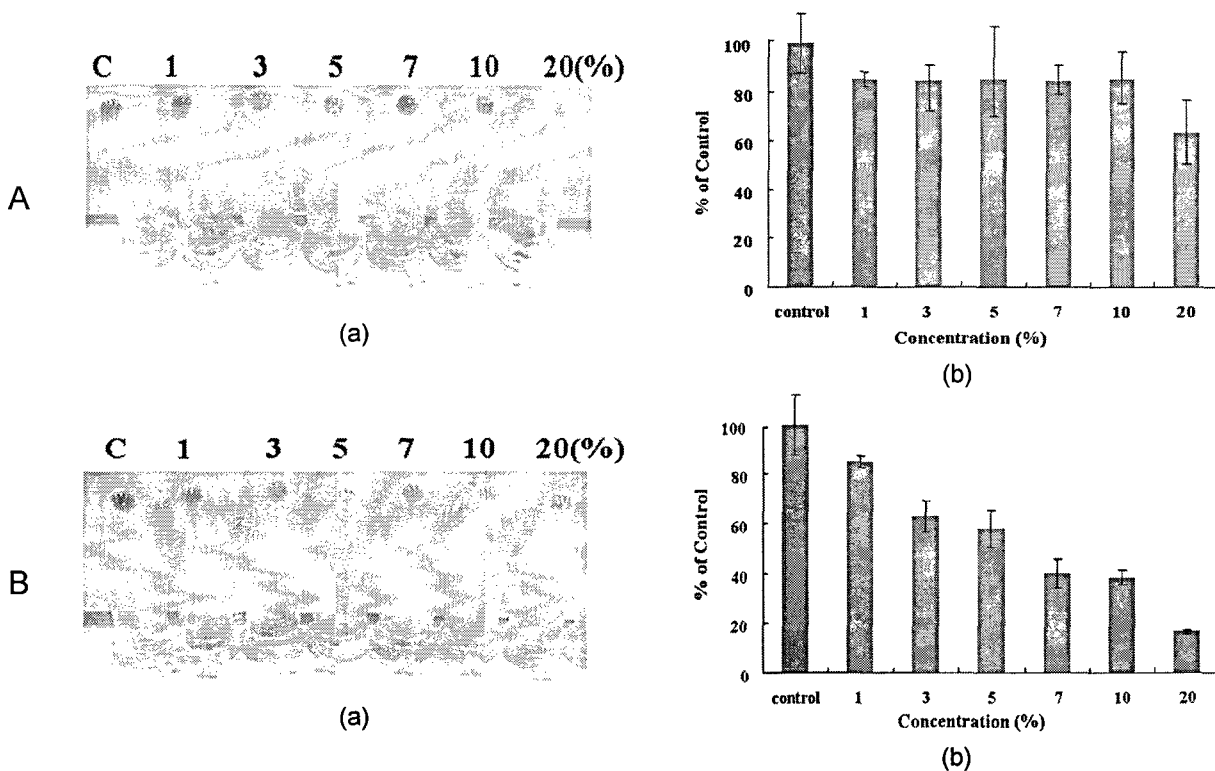 C 1 3 5 7 10 20(%)
A
(a)
100
80
60
40
20
0
% of Control
control 1 3 5 7 10 20
Concentration (%)
(b)
C 1 3 5 7 10 20(%)
B
(a)
100
80
60
40
20
0
% of Control
control 1 3 5 7 10 20
Concentration (%)
(b)